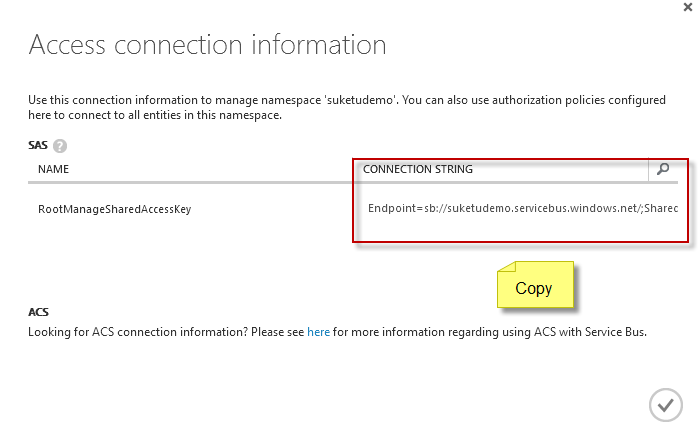 Access connection information
Use this connection information to manage namespace 'suketudemo'. You can also use authorization policies configured
here to connect to all entities in this namespace.
SAS ?
NAME CONNECTION STRING
RootManageSharedAccessKey Endpoint=sb://suketudemo.servicebus.windows.net/;Shared
Copy
ACS
Looking for ACS connection information? Please see here for more information regarding using ACS with Service Bus.